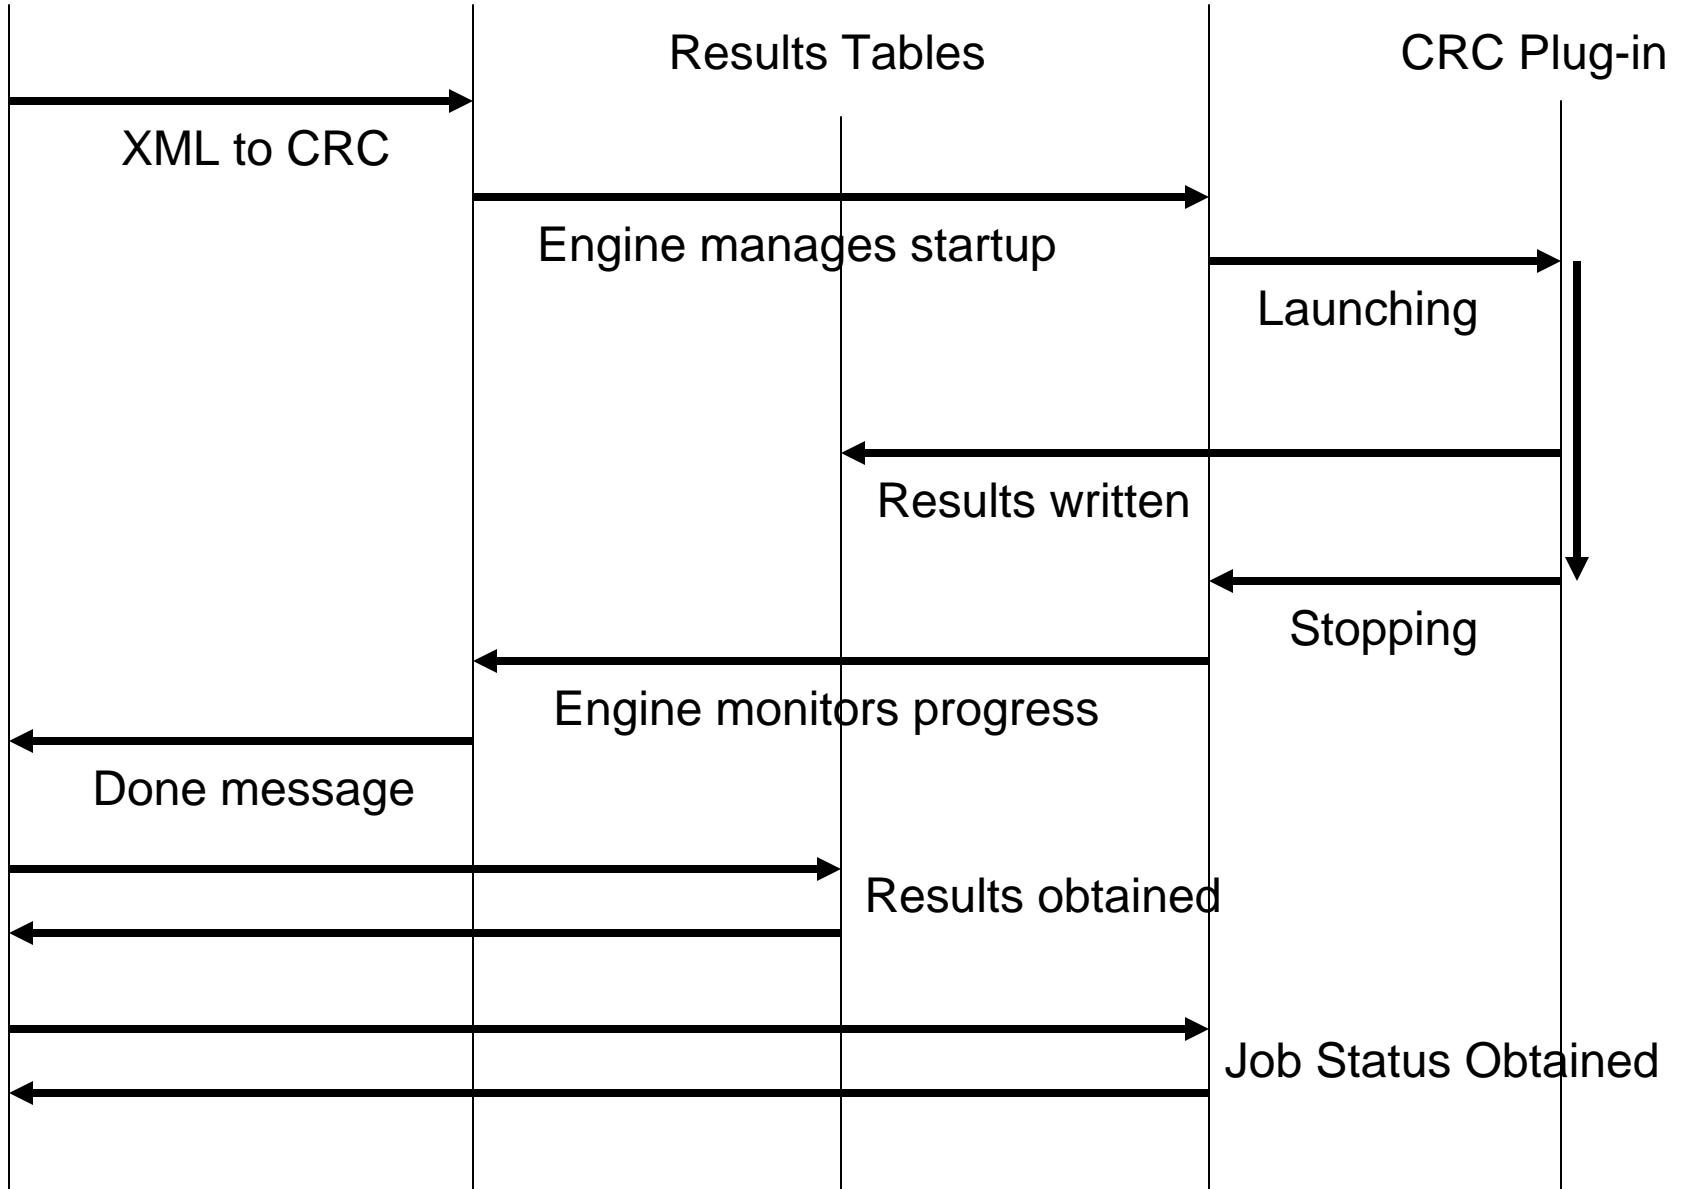 Results Tables
CRC Plug-in
XML to CRC
Engine manages startup
Launching
Results written
Stopping
Engine monitors progress
Done message
Results obtained
Job Status Obtained